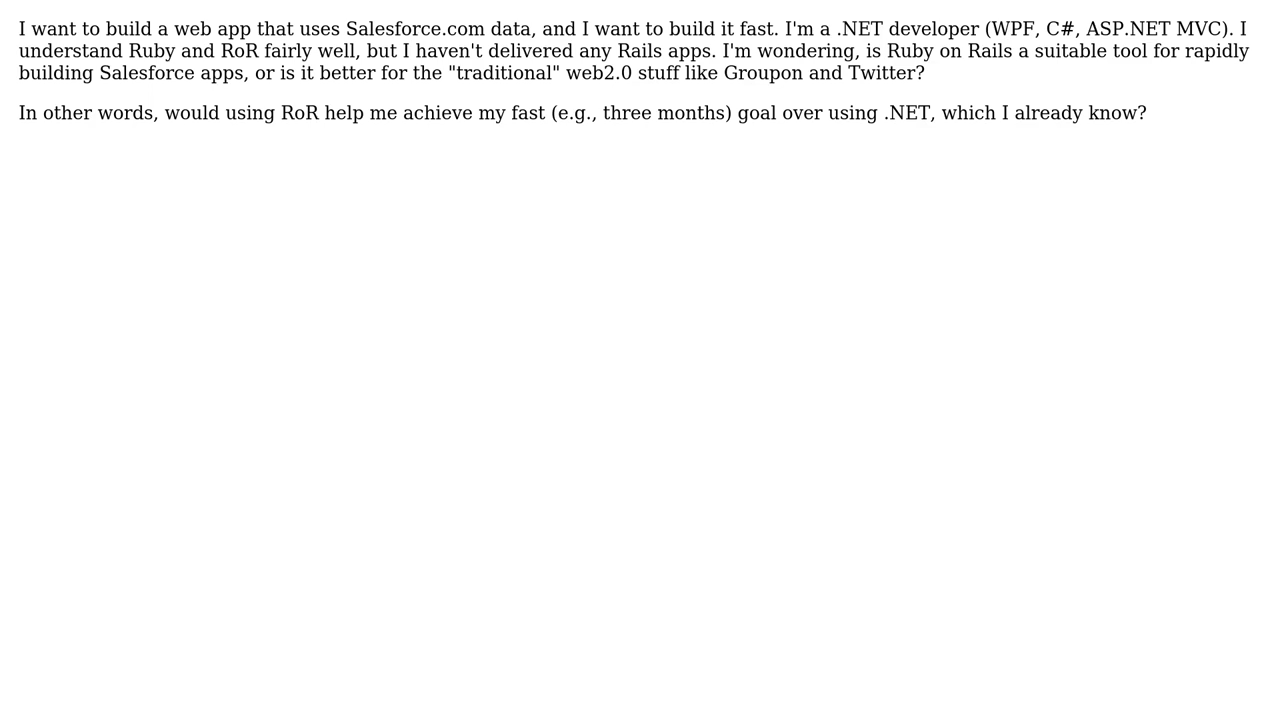 I want to build a web app that uses Salesforce.com data, and I want to build it fast. I'm a .NET developer (WPF, C#, ASP.NET MVC). I
understand Ruby and RoR fairly well, but I haven't delivered any Rails apps. I'm wondering, is Ruby on Rails a suitable tool for rapidly
building Salesforce apps, or is it better for the "traditional" web2.0 stuff like Groupon and Twitter?
In other words, would using RoR help me achieve my fast (e.g., three months) goal over using .NET, which I already know?